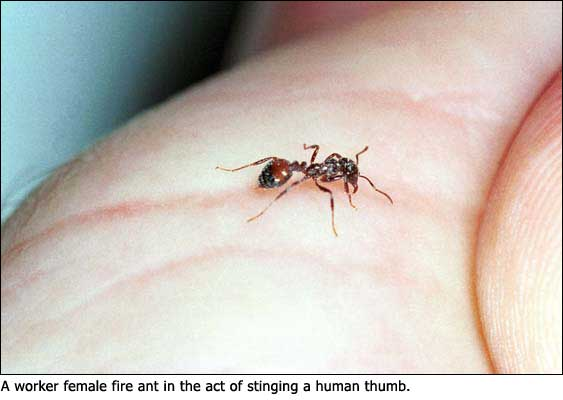 A worker female fire ant in the act of stinging a human thumb.